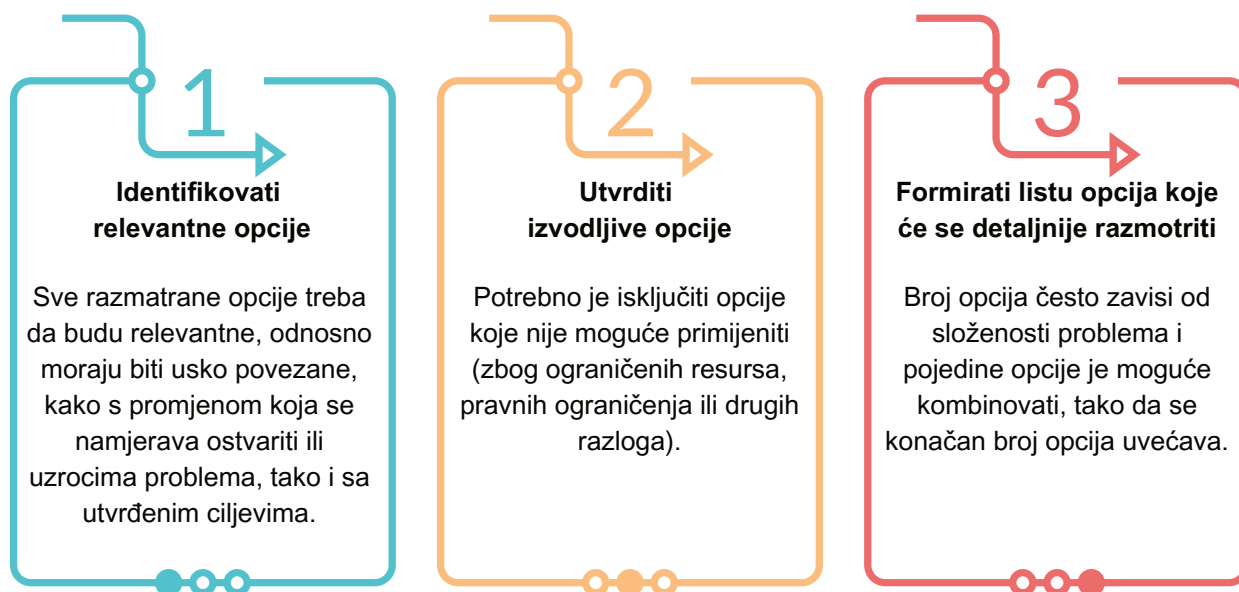 1
Identifikovati
relevantne opcije
Sve razmatrane opcije treba
da budu relevantne, odnosno
moraju biti usko povezane,
kako s promjenom koja se
namjerava ostvariti ili
uzrocima problema, tako i sa
utvrđenim ciljevima.
2
Utvrditi
izvodljive opcije
Potrebno je isključiti opcije
koje nije moguće primijeniti
(zbog ograničenih resursa,
pravnih ograničenja ili drugih
razloga).
3
Formirati listu opcija koje
će se detaljnije razmotriti
Broj opcija često zavisi od
složenosti problema i
pojedine opcije je moguće
kombinovati, tako da se
konačan broj opcija uvećava.